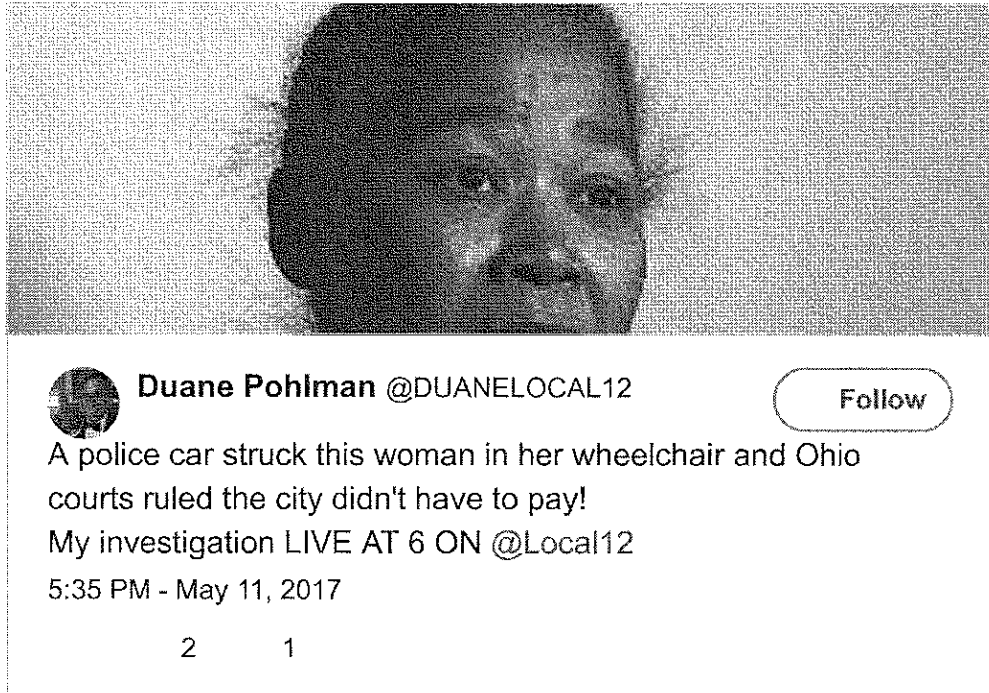 Duane Pohlman @DUANELOCAL12
Follow
A police car struck this woman in her wheelchair and Ohio
courts ruled the city didn't have to pay!
My investigation LIVE AT 6 ON @Local12
5:35 PM - May 11, 2017
2 1